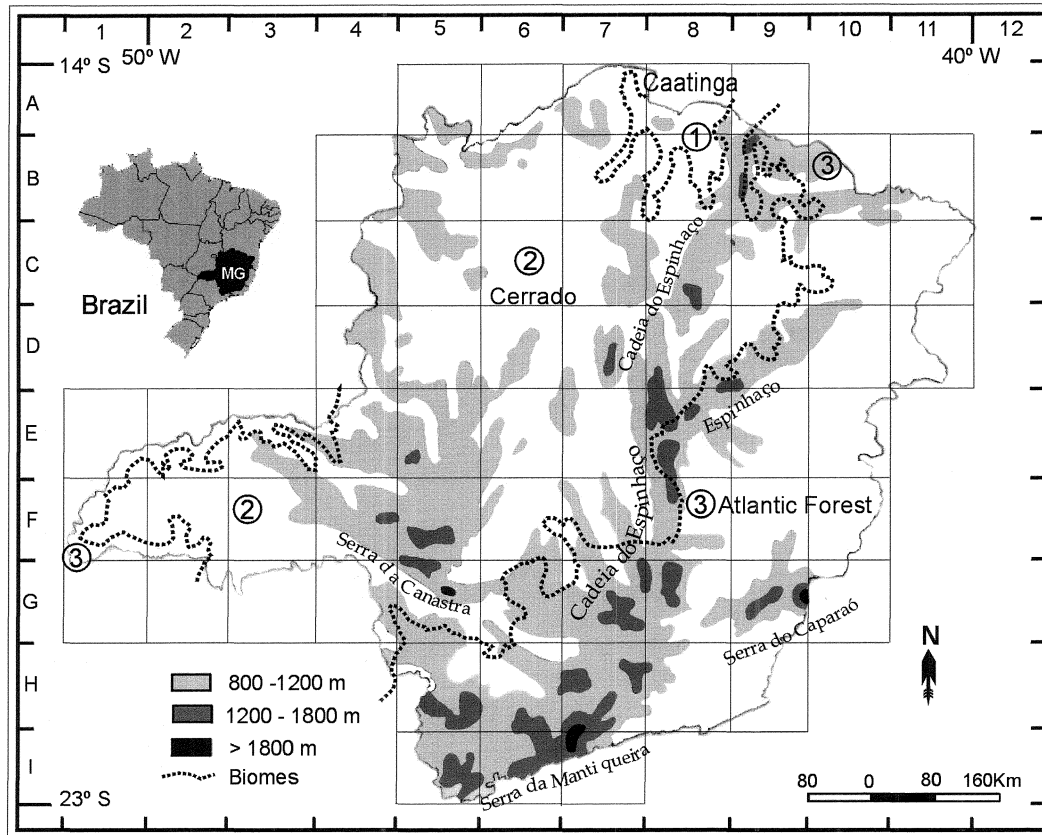 1 2 3 4 5 6 7 8 9 10 11 12
50º W 40º W
14º S
A
B
C
D
E
F
G
H
I
23º S
Caatinga
1
3
2
Cerrado
Cadeia do Espinhaço
Espinhaço
Cadeia do Espinhaço
3 Atlantic Forest
2
3
Serra da Canastra
Serra do Caparaó
Serra da Manti queira
MG
Brazil
800 -1200 m
1200 - 1800 m
> 1800 m
Biomes
N
80 0 80 160Km